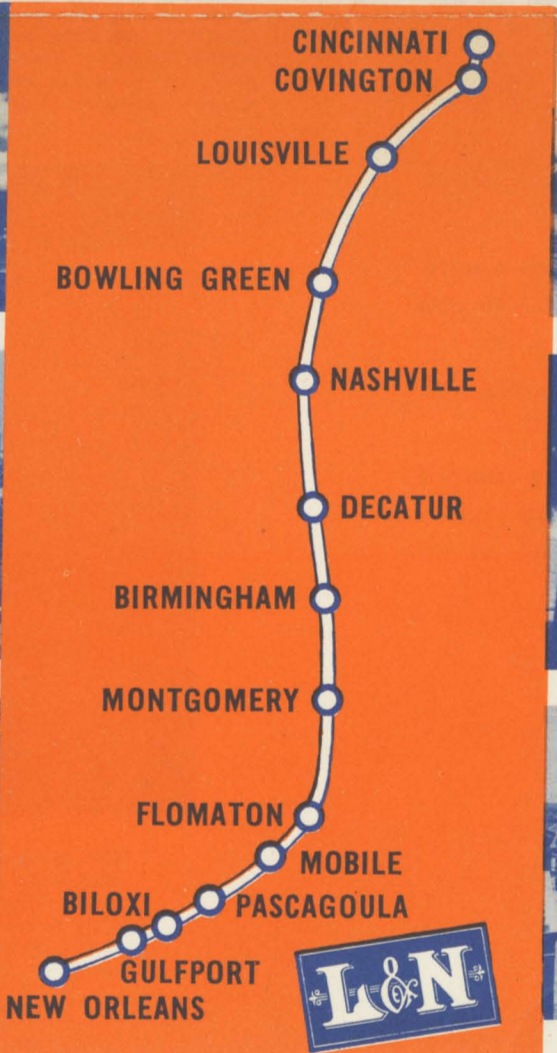 CINCINNATI
COVINGTON
LOUISVILLE
BOWLING GREEN
NASHVILLE
DECATUR
BIRMINGHAM
MONTGOMERY
FLOMATON
MOBILE
BILOXI
PASCAGOULA
GULFPORT
NEW ORLEANS
L&N